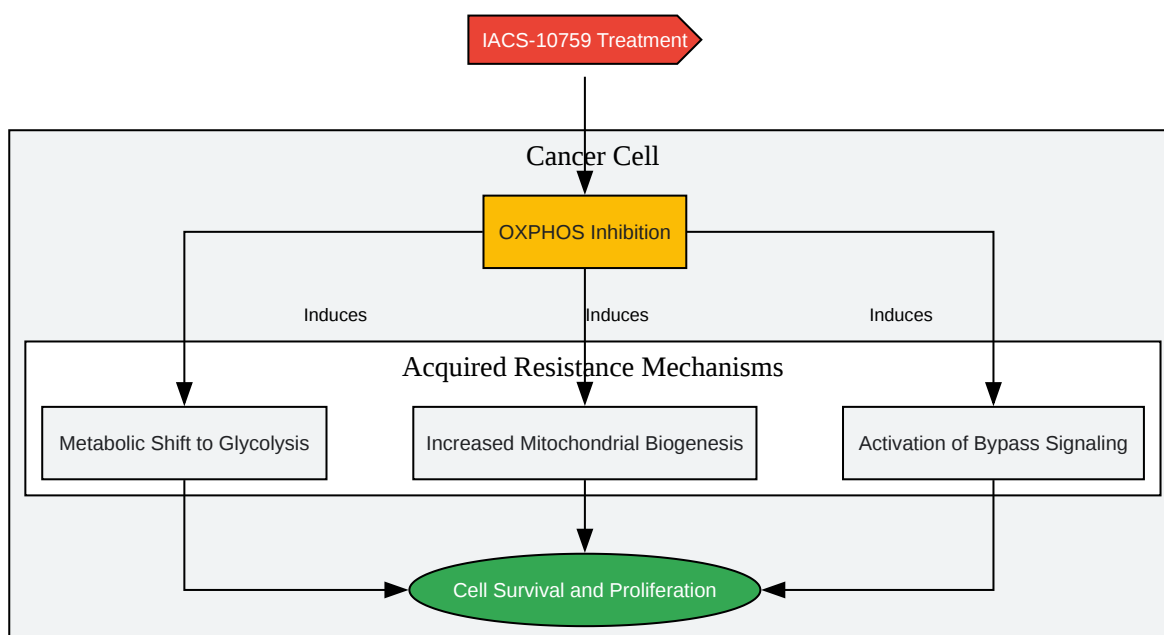 IACS-10759 Treatment
Cancer Cell
OXPHOS Inhibition
Induces
Induces
Induces
Acquired Resistance Mechanisms
Metabolic Shift to Glycolysis
Increased Mitochondrial Biogenesis
Activation of Bypass Signaling
Cell Survival and Proliferation